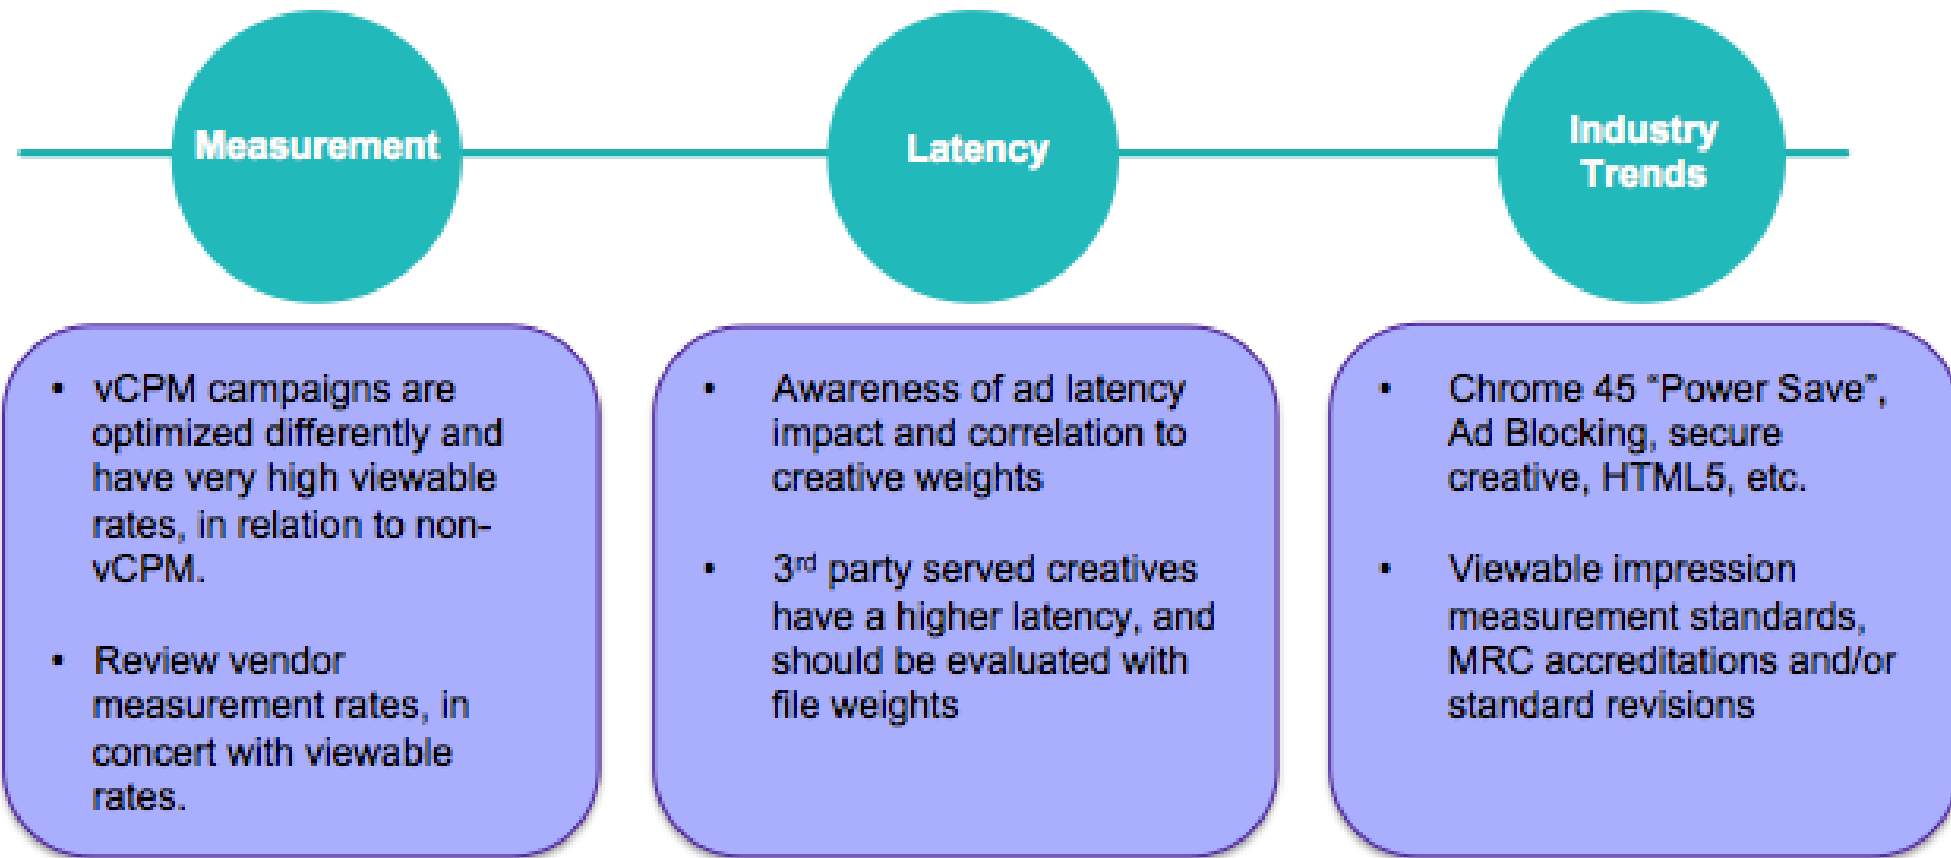 Measurement
Latency
Industry
Trends
• vCPM campaigns are
optimized differently and
have very high viewable
rates, in relation to non-
vCPM.
• Review vendor
measurement rates, in
concert with viewable
rates.
• Awareness of ad latency
impact and correlation to
creative weights
• 3rd party served creatives
have a higher latency, and
should be evaluated with
file weights
• Chrome 45 “Power Save”,
Ad Blocking, secure
creative, HTML5, etc.
• Viewable impression
measurement standards,
MRC accreditations and/or
standard revisions